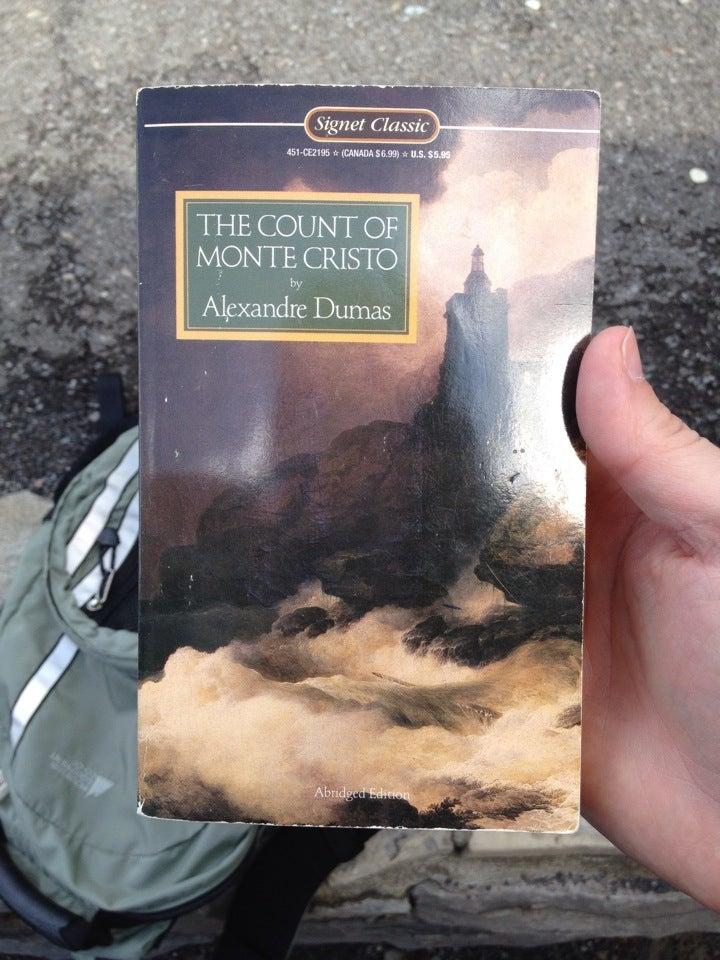 Signet Classic
451-CE2195 ☆ (CANADA $6.99) ☆ U.S. $5.95
THE COUNT OF
MONTE CRISTO
by
Alexandre Dumas
Abridged Edition